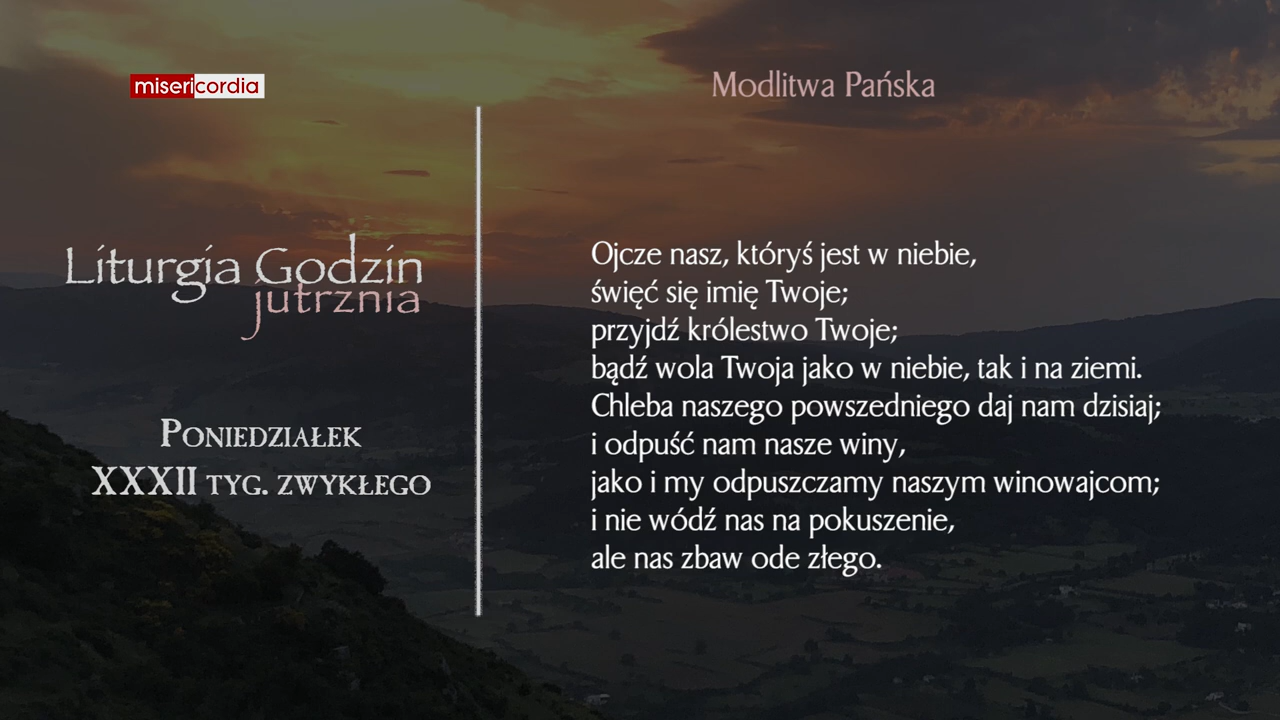 misericordia
Liturgia Godzin
jutrznia
Poniedziałek
XXXII tyg. zwykłego
Modlitwa Pańska
Ojcze nasz, któryś jest w niebie,
święć się imię Twoje;
przyjdź królestwo Twoje;
bądź wola Twoja jako w niebie, tak i na ziemi.
Chleba naszego powszedniego daj nam dzisiaj;
i odpuść nam nasze winy,
jako i my odpuszczamy naszym winowajcom;
i nie wódź nas na pokuszenie,
ale nas zbaw ode złego.